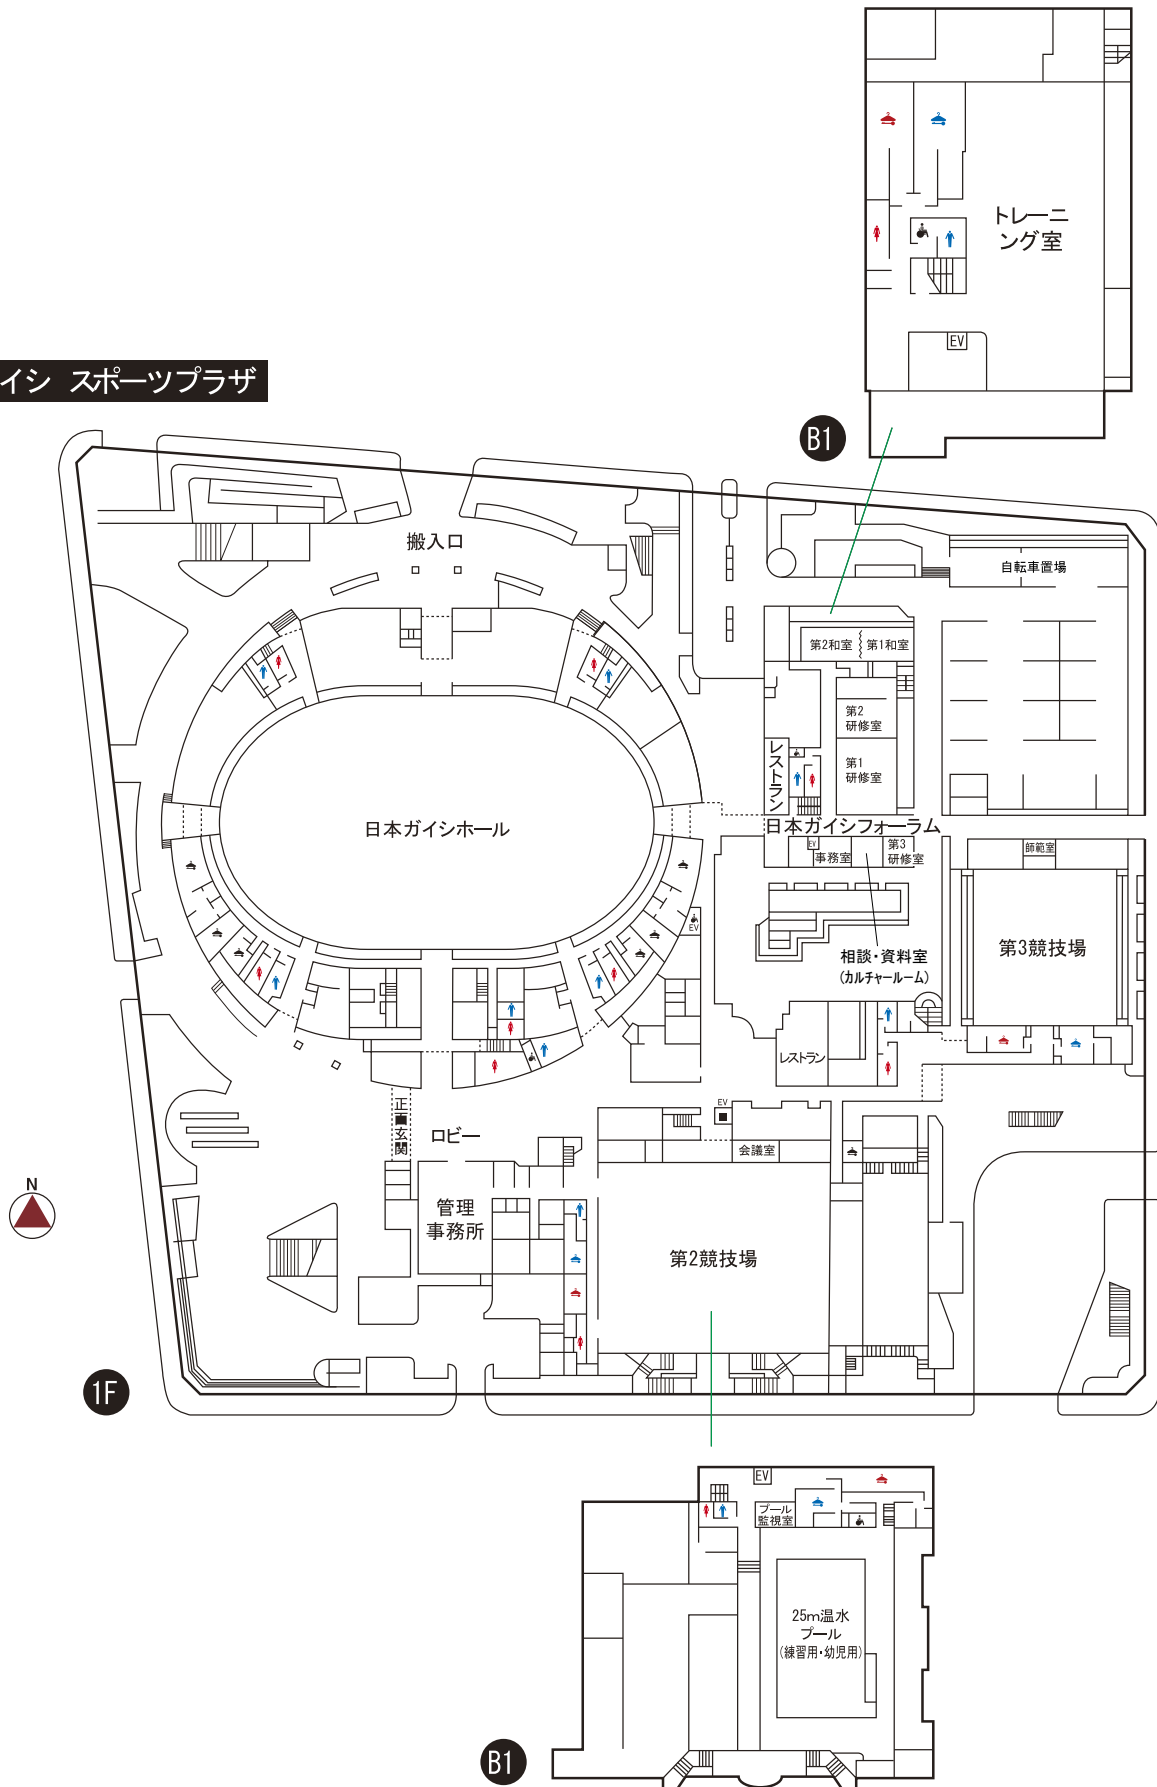 トレーニ
ング室
EV
B1
イシ スポーツプラザ
搬入口
自転車置場
第2和室
第1和室
第2
研修室
レストラン
第1
研修室
日本ガイシホール
日本ガイシフォーラム
EV
事務室
第3
研修室
師範室
EV
相談・資料室
(カルチャールーム)
第3競技場
レストラン
正面玄関
ロビー
EV
会議室
N
管理
事務所
第2競技場
1F
EV
プール
監視室
25m温水
プール
(練習用・幼児用)
B1